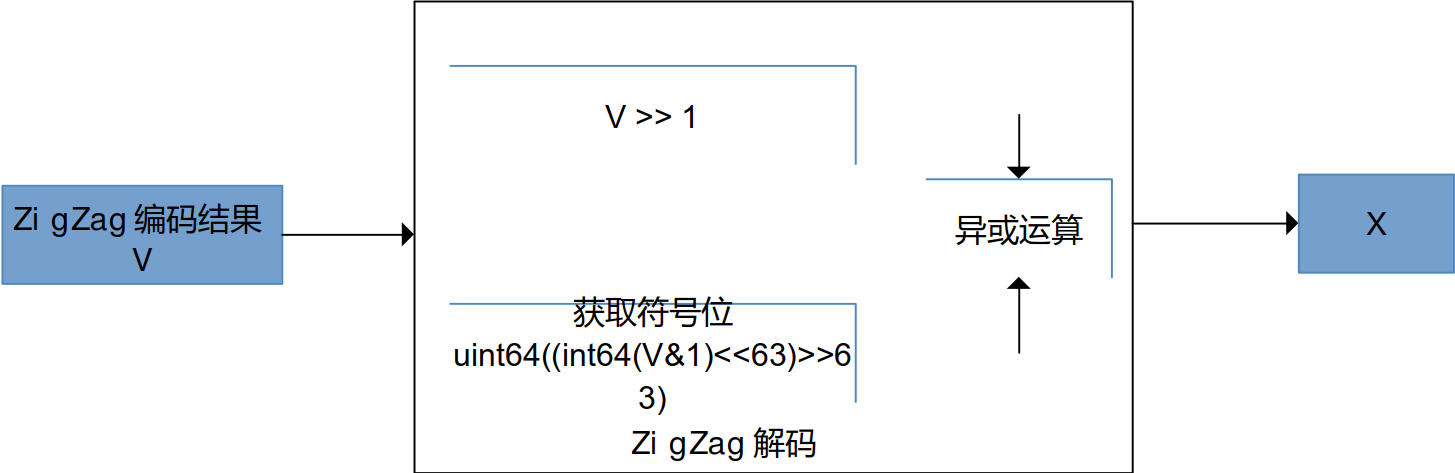 Zi gZag 编码结果
V
V >> 1
获取符号位
uint64((int64(V&1)<<63)>>6
3)
Zi gZag 解码
异或运算
X